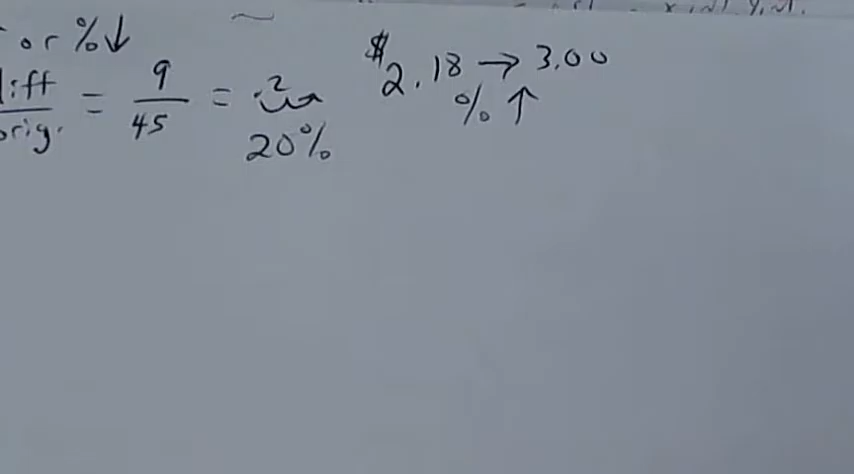 or %↓
$2.18 → 3.00
% ↑
diff/orig. = 9/45 = .2
20%